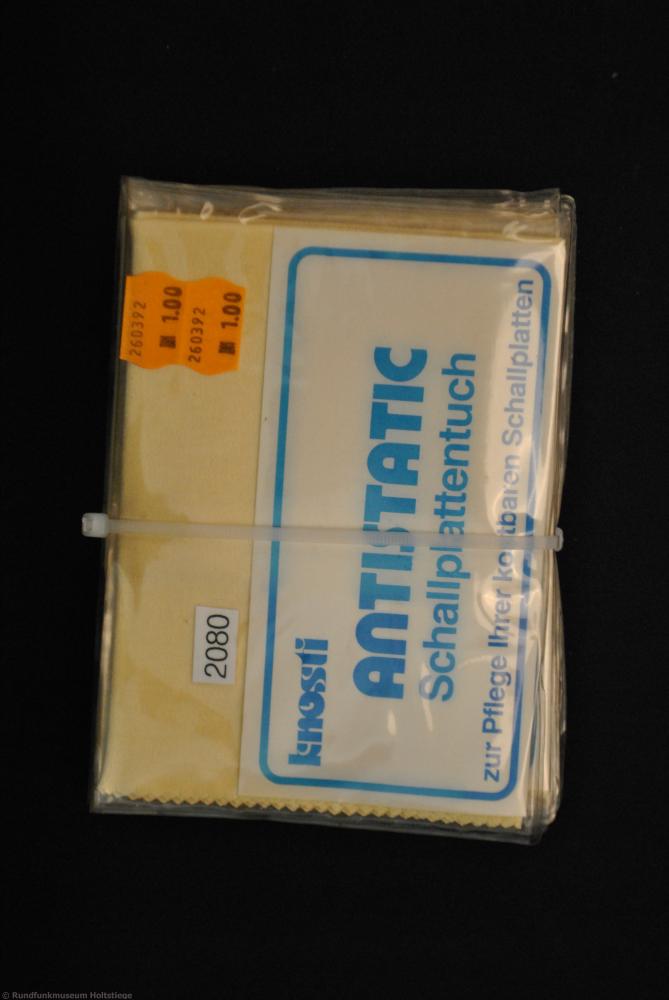 knosti
ANTISTATIC
Schallplattentuch
zur Pflege Ihrer kostbaren Schallplatten
2080
260392
1.00
260392
1.00
© Rundfunkmuseum Holtstiege